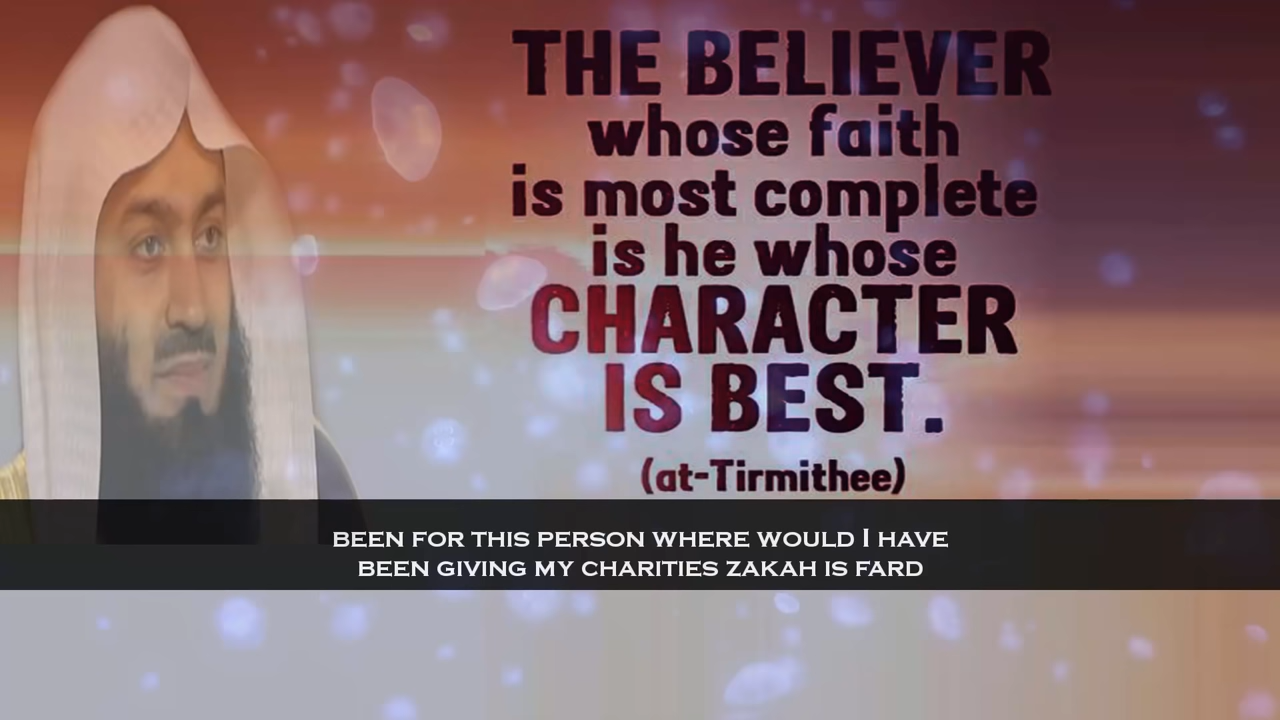 THE BELIEVER
whose faith
is most complete
is he whose
CHARACTER
IS BEST.
(at-Tirmithee)
BEEN FOR THIS PERSON WHERE WOULD I HAVE
BEEN GIVING MY CHARITIES ZAKAH IS FARD